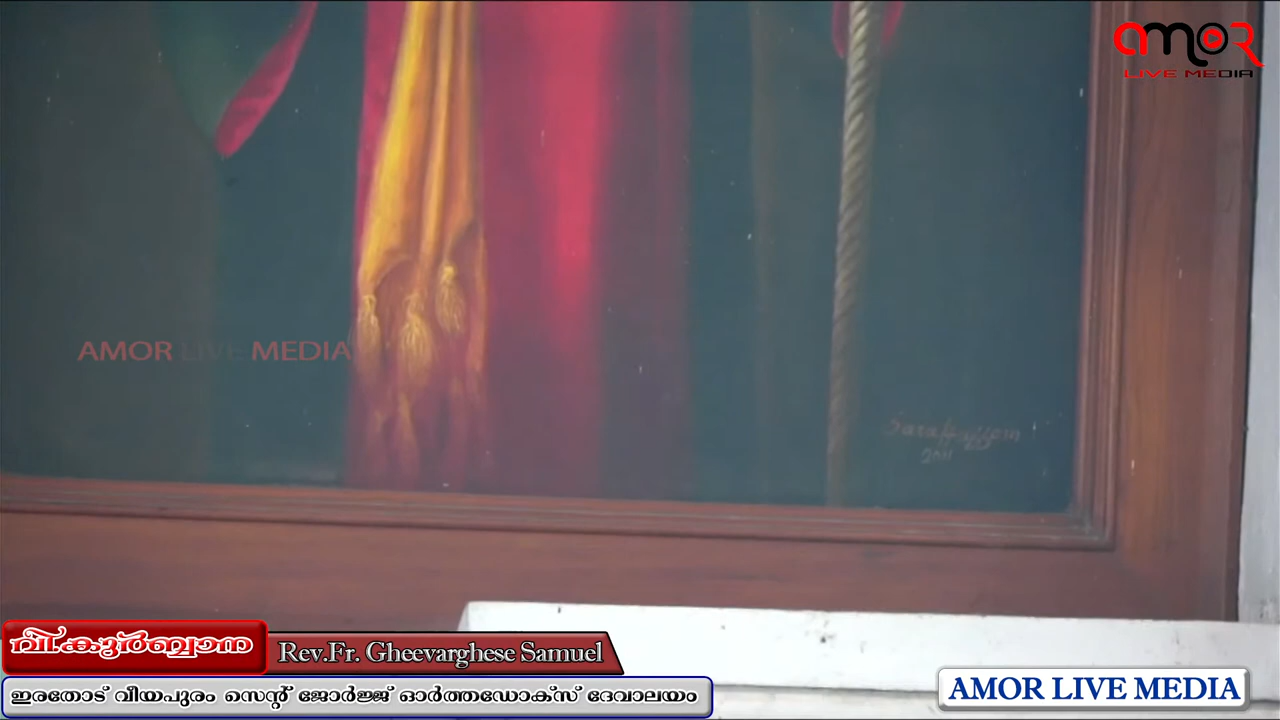 amor
LIVE MEDIA
AMOR LIVE MEDIA
2011
വി.കുർബ്ബാന
Rev.Fr. Gheevarghese Samuel
ഇരതോട് വീയപുരം സെന്റ് ജോർജ്ജ് ഓർത്തഡോക്സ് ദേവാലയം
AMOR LIVE MEDIA